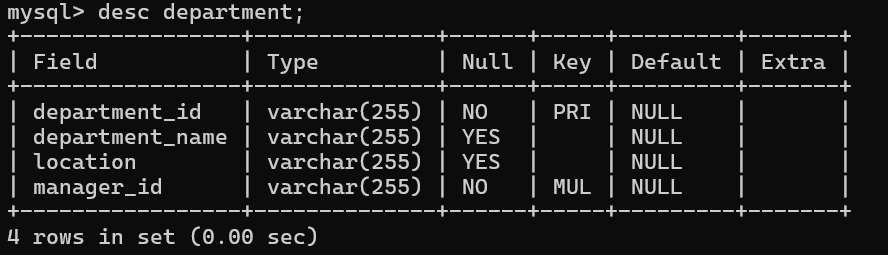 mysql> desc department;
+-----------------+--------------+------+-----+---------+-------+
| Field           | Type         | Null | Key | Default | Extra |
+-----------------+--------------+------+-----+---------+-------+
| department_id   | varchar(255) | NO   | PRI | NULL    |       |
| department_name | varchar(255) | YES  |     | NULL    |       |
| location        | varchar(255) | YES  |     | NULL    |       |
| manager_id      | varchar(255) | NO   | MUL | NULL    |       |
+-----------------+--------------+------+-----+---------+-------+
4 rows in set (0.00 sec)